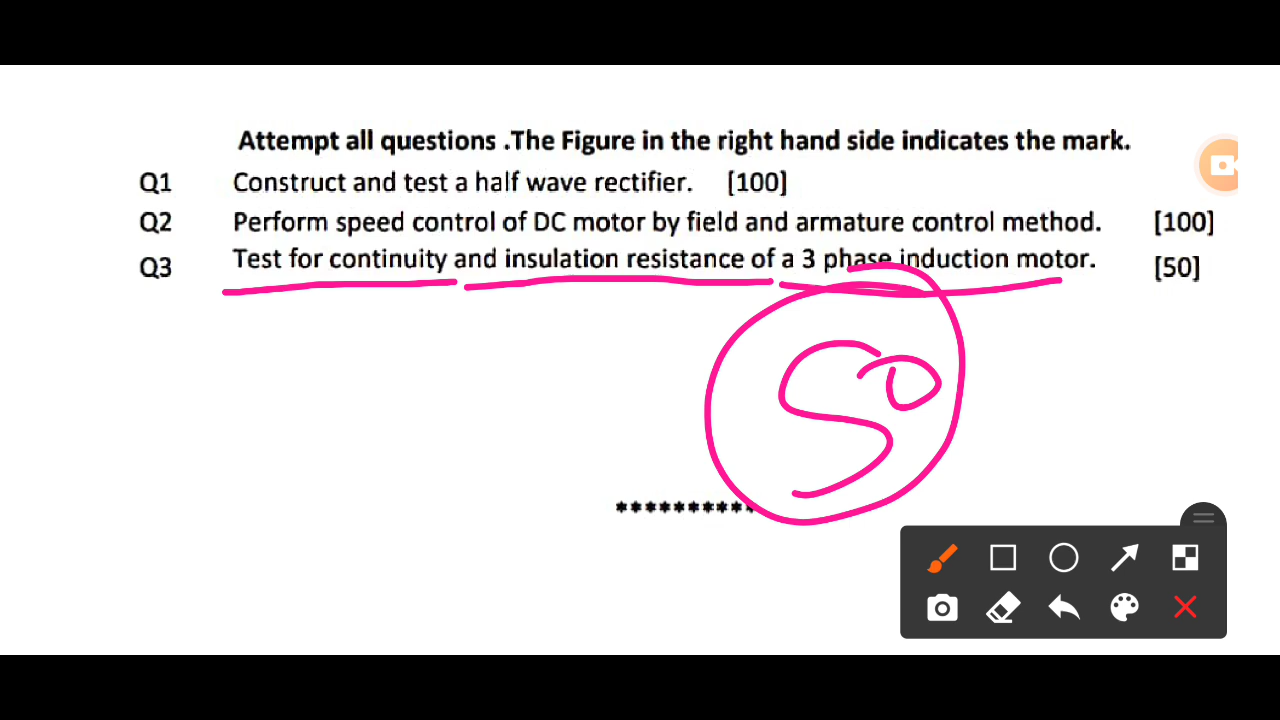 Attempt all questions .The Figure in the right hand side indicates the mark.
Q1 Construct and test a half wave rectifier. [100]
Q2 Perform speed control of DC motor by field and armature control method. [100]
Q3 Test for continuity and insulation resistance of a 3 phase induction motor. [50]
50
**********